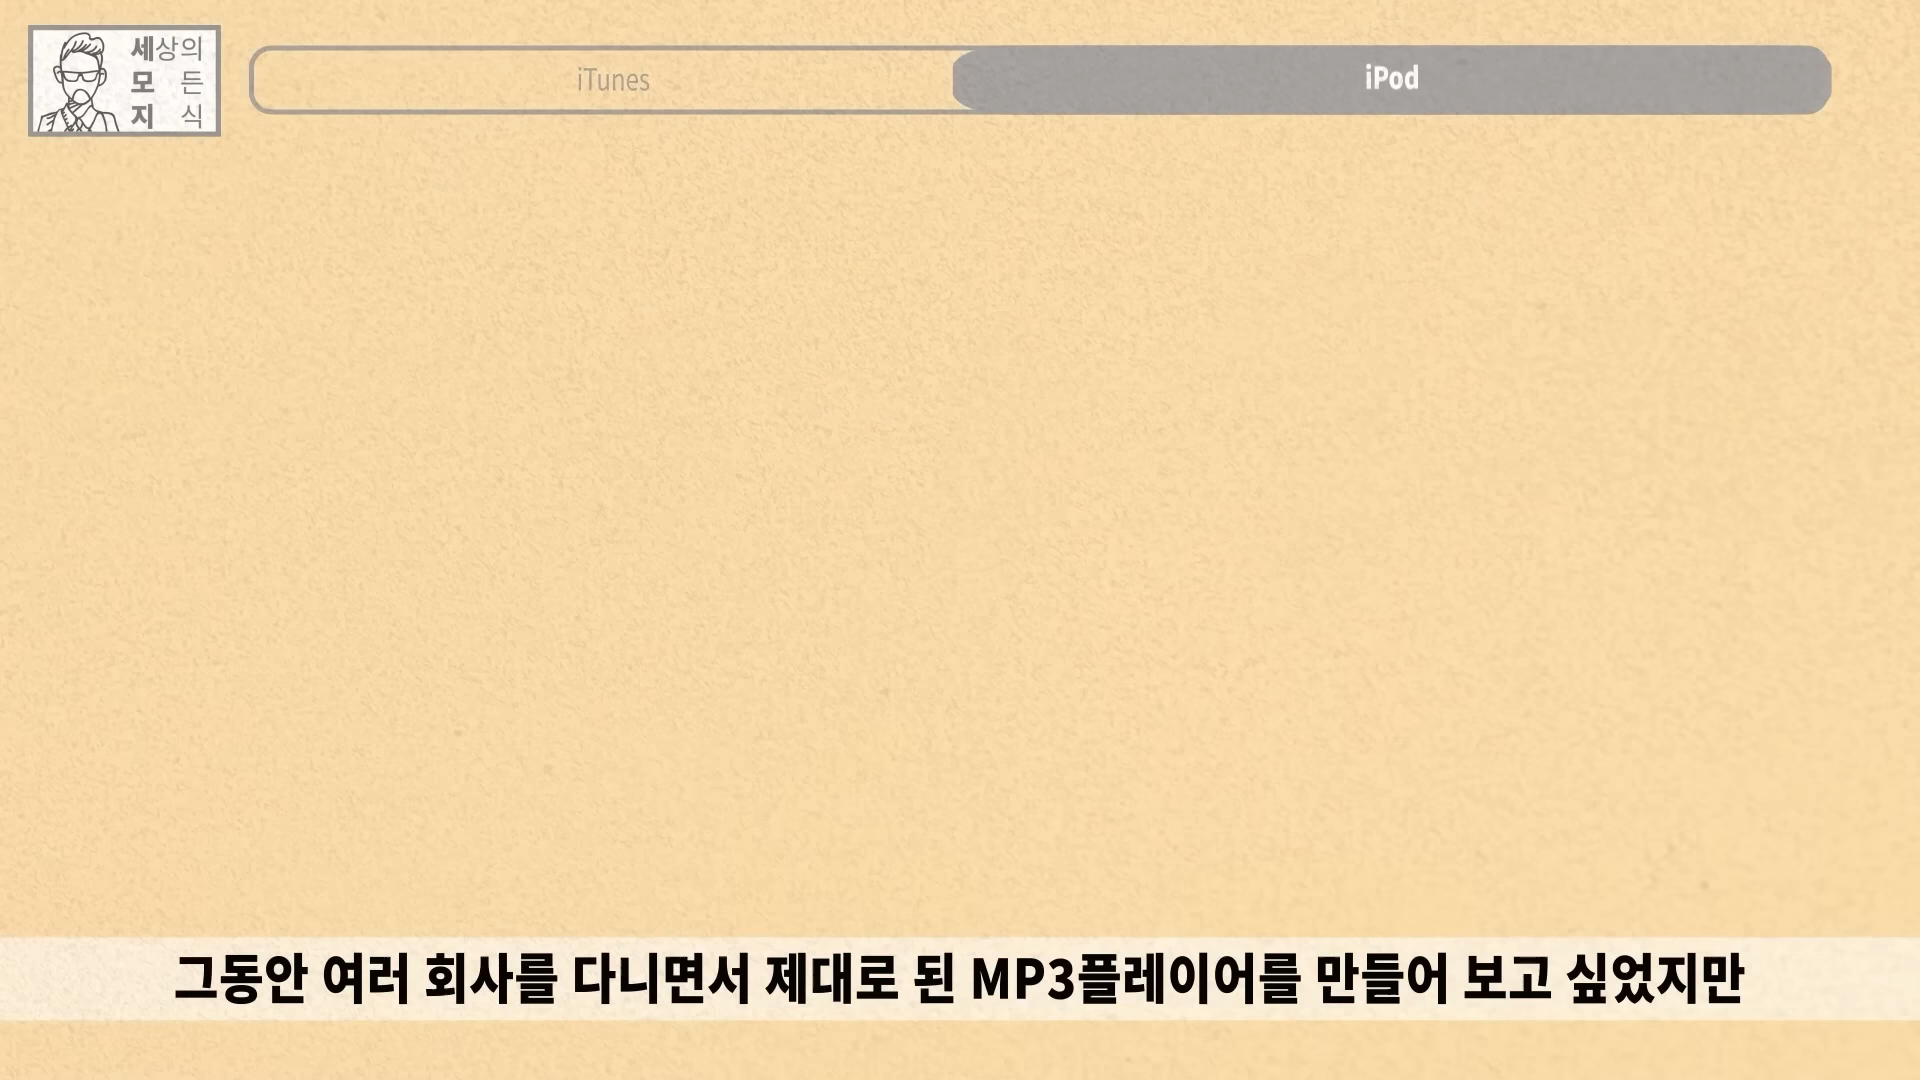 세상의
모든
지식
iTunes
iPod
그동안 여러 회사를 다니면서 제대로 된 MP3플레이어를 만들어 보고 싶었지만